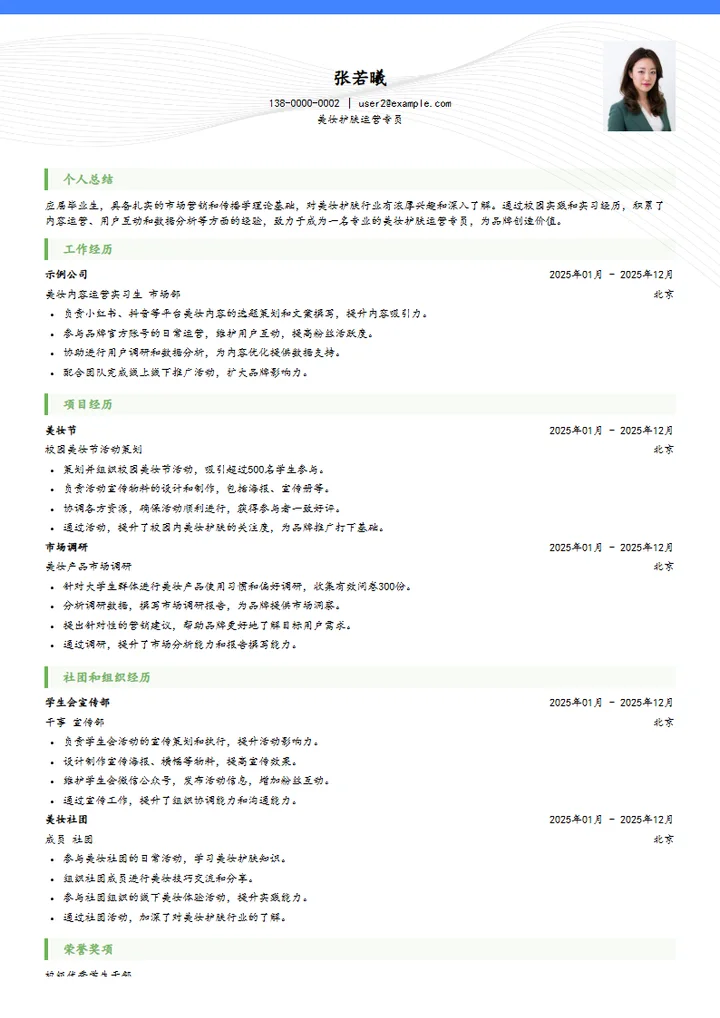 张若曦
138-0000-0002 | user2@example.com
美妆护肤运营专员
个人总结
应届毕业生，具备扎实的市场营销和传播学理论基础，对美妆护肤行业有浓厚兴趣和深入了解。通过校园实践和实习经历，积累了
内容运营、用户互动和数据分析等方面的经验，致力于成为一名专业的美妆护肤运营专员，为品牌创造价值。
工作经历
示例公司 2025年01月 - 2025年12月
美妆内容运营实习生 市场部 北京
• 负责小红书、抖音等平台美妆内容的选题策划和文案撰写，提升内容吸引力。
• 参与品牌官方账号的日常运营，维护用户互动，提高粉丝活跃度。
• 协助进行用户调研和数据分析，为内容优化提供数据支持。
• 配合团队完成线上线下推广活动，扩大品牌影响力。
项目经历
美妆节 2025年01月 - 2025年12月
校园美妆节活动策划 北京
• 策划并组织校园美妆节活动，吸引超过500名学生参与。
• 负责活动宣传物料的设计和制作，包括海报、宣传册等。
• 协调各方资源，确保活动顺利进行，获得参与者一致好评。
• 通过活动，提升了校园内美妆护肤的关注度，为品牌推广打下基础。
市场调研 2025年01月 - 2025年12月
美妆产品市场调研 北京
• 针对大学生群体进行美妆产品使用习惯和偏好调研，收集有效问卷300份。
• 分析调研数据，撰写市场调研报告，为品牌提供市场洞察。
• 提出针对性的营销建议，帮助品牌更好地了解目标用户需求。
• 通过调研，提升了市场分析能力和报告撰写能力。
社团和组织经历
学生会宣传部 2025年01月 - 2025年12月
干事 宣传部 北京
• 负责学生会活动的宣传策划和执行，提升活动影响力。
• 设计制作宣传海报、横幅等物料，提高宣传效果。
• 维护学生会微信公众号，发布活动信息，增加粉丝互动。
• 通过宣传工作，提升了组织协调能力和沟通能力。
美妆社团 2025年01月 - 2025年12月
成员 社团 北京
• 参与美妆社团的日常活动，学习美妆护肤知识。
• 组织社团成员进行美妆技巧交流和分享。
• 参与社团组织的线下美妆体验活动，提升实践能力。
• 通过社团活动，加深了对美妆护肤行业的了解。
荣誉奖项